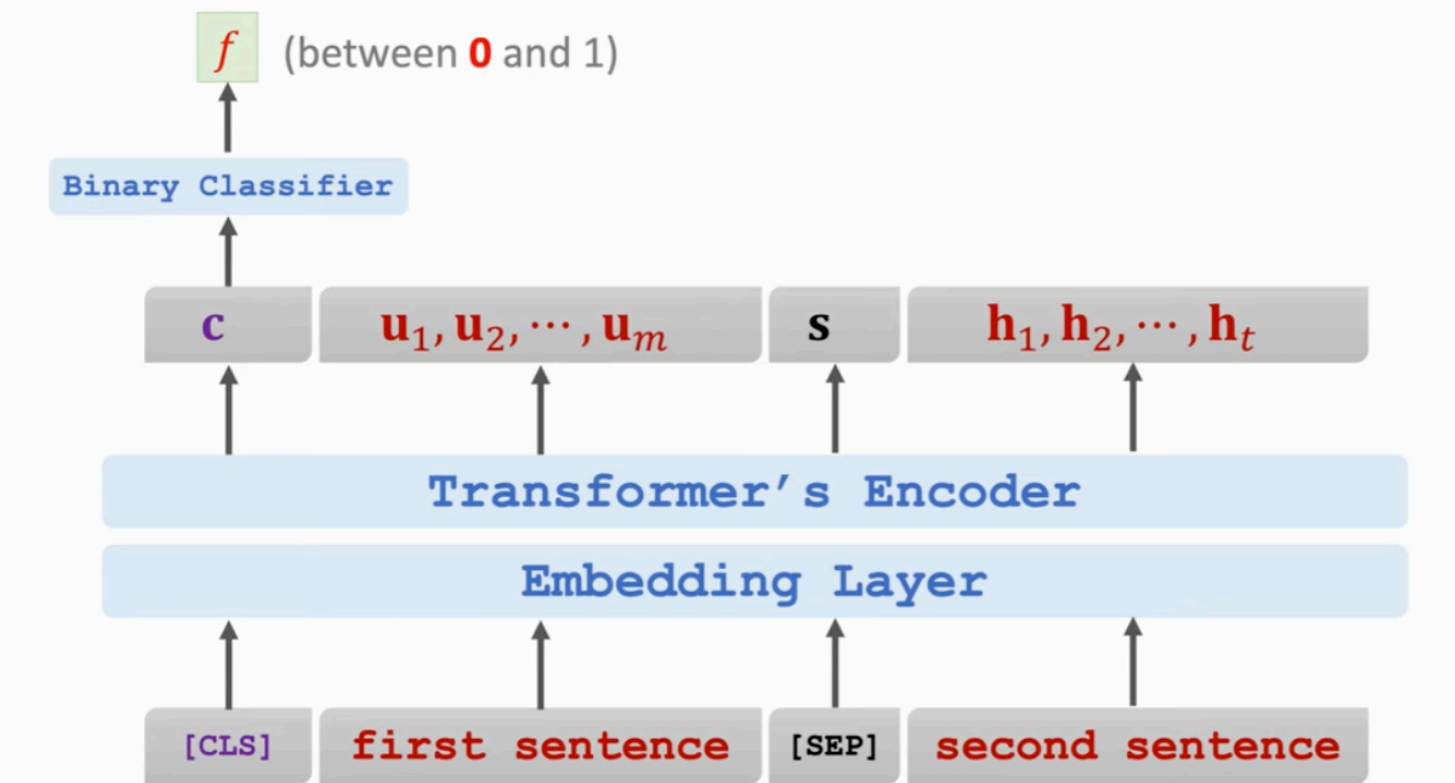 f (between 0 and 1)
Binary Classifier
c u₁, u₂, ⋯ , uₘ s h₁, h₂, ⋯ , hₜ
Transformer’s Encoder
Embedding Layer
[CLS] first sentence [SEP] second sentence